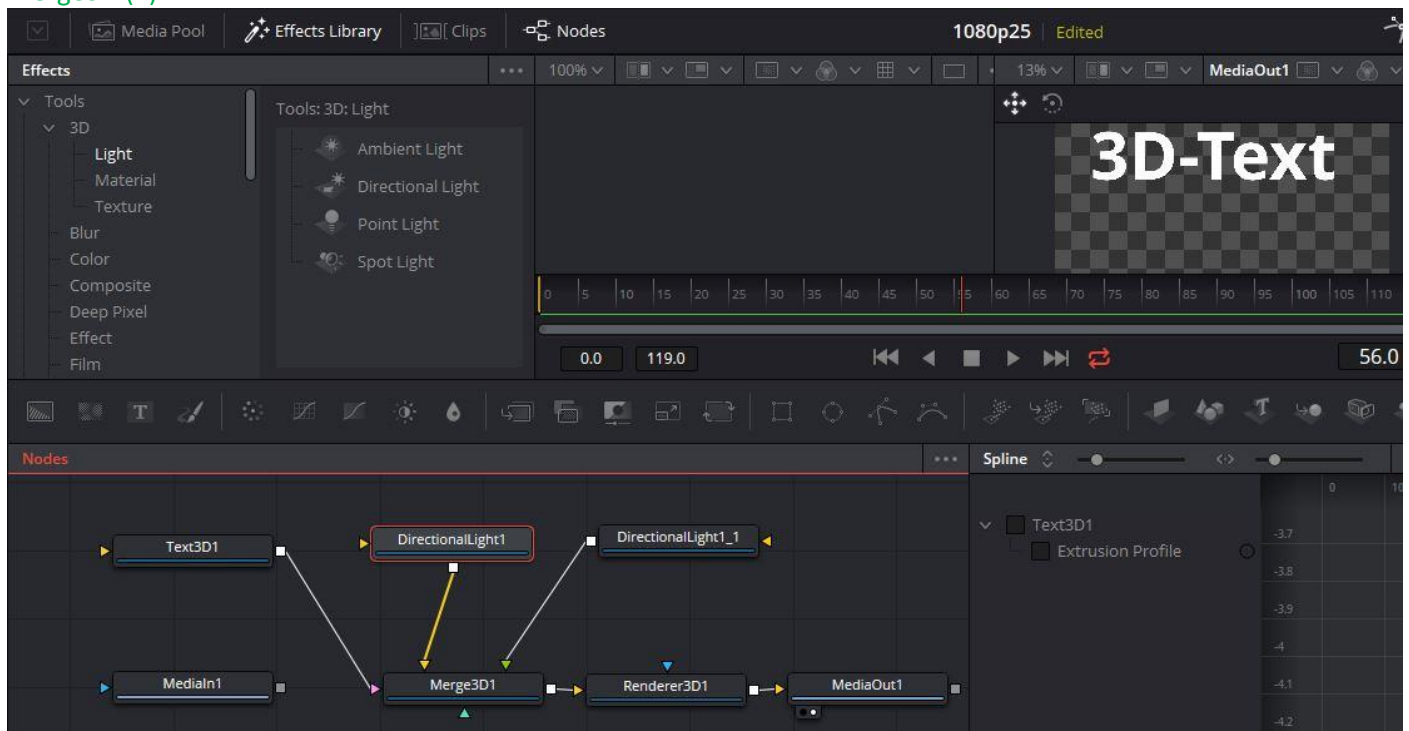 Media Pool Effects Library Clips Nodes 1080p25 Edited
Effects 100% 13% MediaOut1
Tools
3D
Light
Material
Texture
Blur
Color
Composite
Deep Pixel
Effect
Film
Tools: 3D: Light
Ambient Light
Directional Light
Point Light
Spot Light
3D-Text
0 5 10 15 20 25 30 35 40 45 50 60 65 70 75 80 85 90 95 100 105 110
0.0 119.0 56.0
T T
Nodes Spline
0 10
Text3D1 DirectionalLight1 DirectionalLight1_1
MediaIn1 Merge3D1 Renderer3D1 MediaOut1
Text3D1
Extrusion Profile
-3.7
-3.8
-3.9
-4
-4.1
-4.2